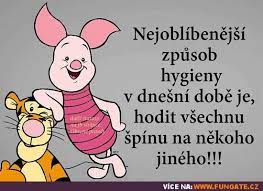 Nejoblíbenější
způsob
hygieny
v dnešní době je,
hodit všechnu
špínu na někoho
jiného!!!
VÍCE NA: WWW.FUNGATE.CZ